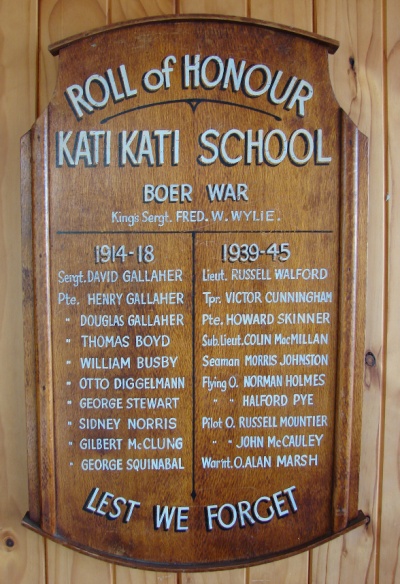 ROLL of HONOUR
KATI KATI SCHOOL
BOER WAR
King's Sergt. FRED. W. WYLIE.
1914-18
Sergt. DAVID GALLAHER
Pte. HENRY GALLAHER
" DOUGLAS GALLAHER
" THOMAS BOYD
" WILLIAM BUSBY
" OTTO DIGGELMANN
" GEORGE STEWART
" SIDNEY NORRIS
" GILBERT McCLUNG
" GEORGE SQUINABAL
1939-45
Lieut. RUSSELL WALFORD
Tpr. VICTOR CUNNINGHAM
Pte. HOWARD SKINNER
Sub. Lieut. COLIN MacMILLAN
Seaman MORRIS JOHNSTON
Flying O. NORMAN HOLMES
" " HALFORD PYE
Pilot O. RUSSELL MOUNTIER
" " JOHN McCAULEY
Warnt. O. ALAN MARSH
LEST WE FORGET